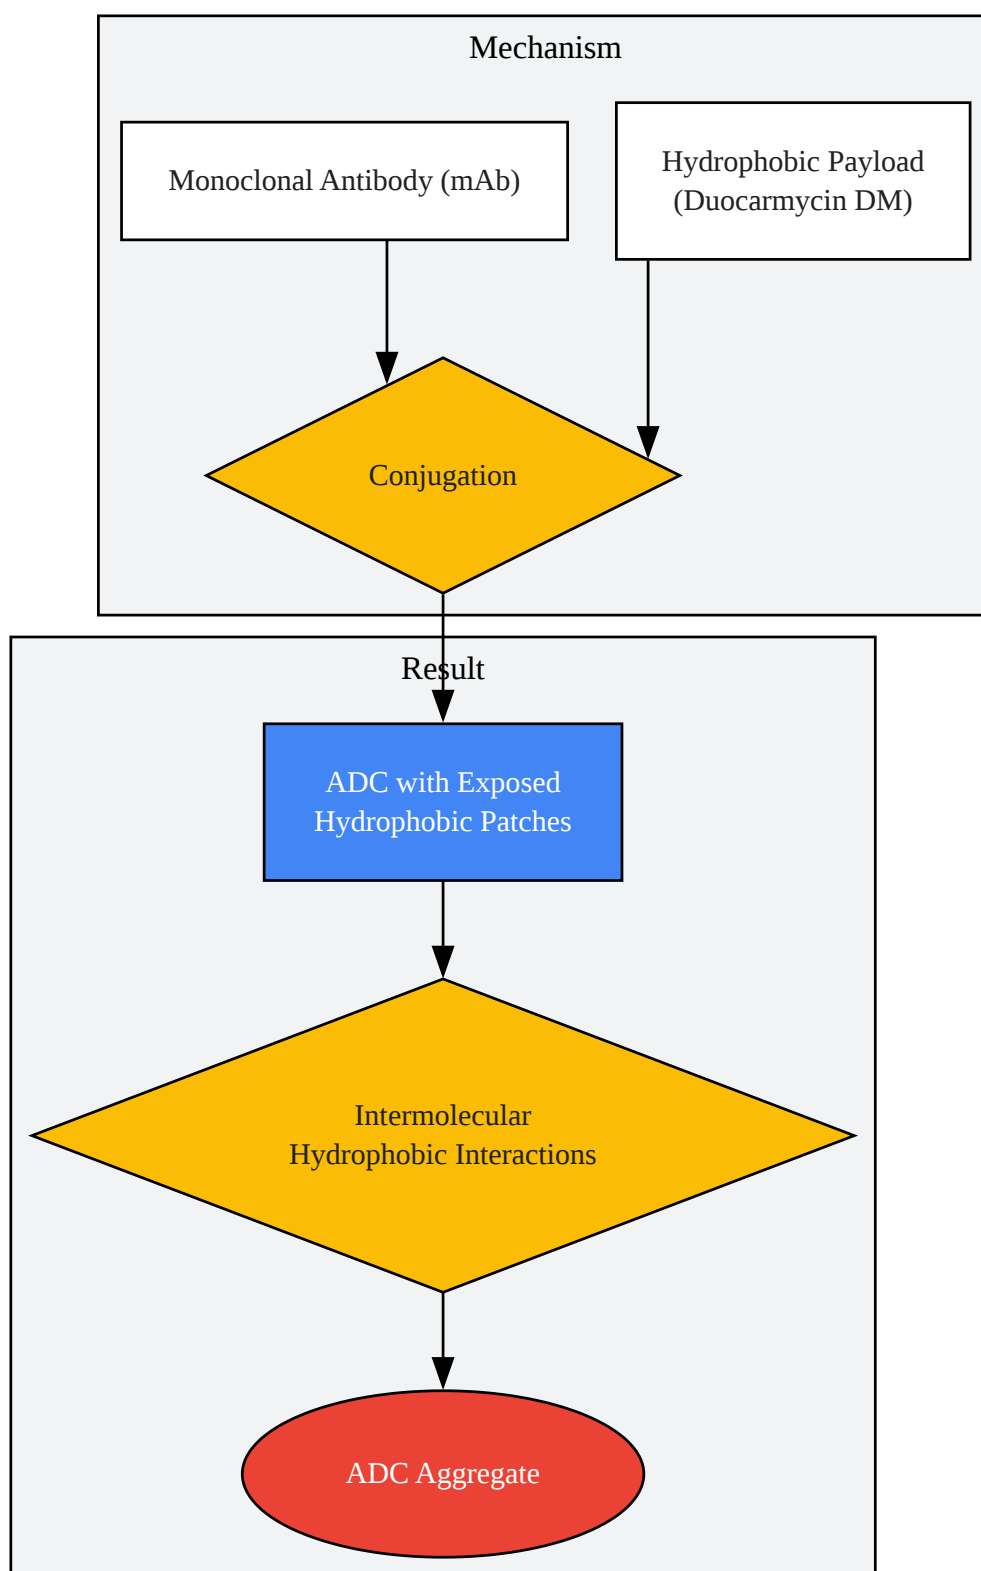 Mechanism
Monoclonal Antibody (mAb)
Hydrophobic Payload
(Duocarmycin DM)
Conjugation
Result
ADC with Exposed
Hydrophobic Patches
Intermolecular
Hydrophobic Interactions
ADC Aggregate